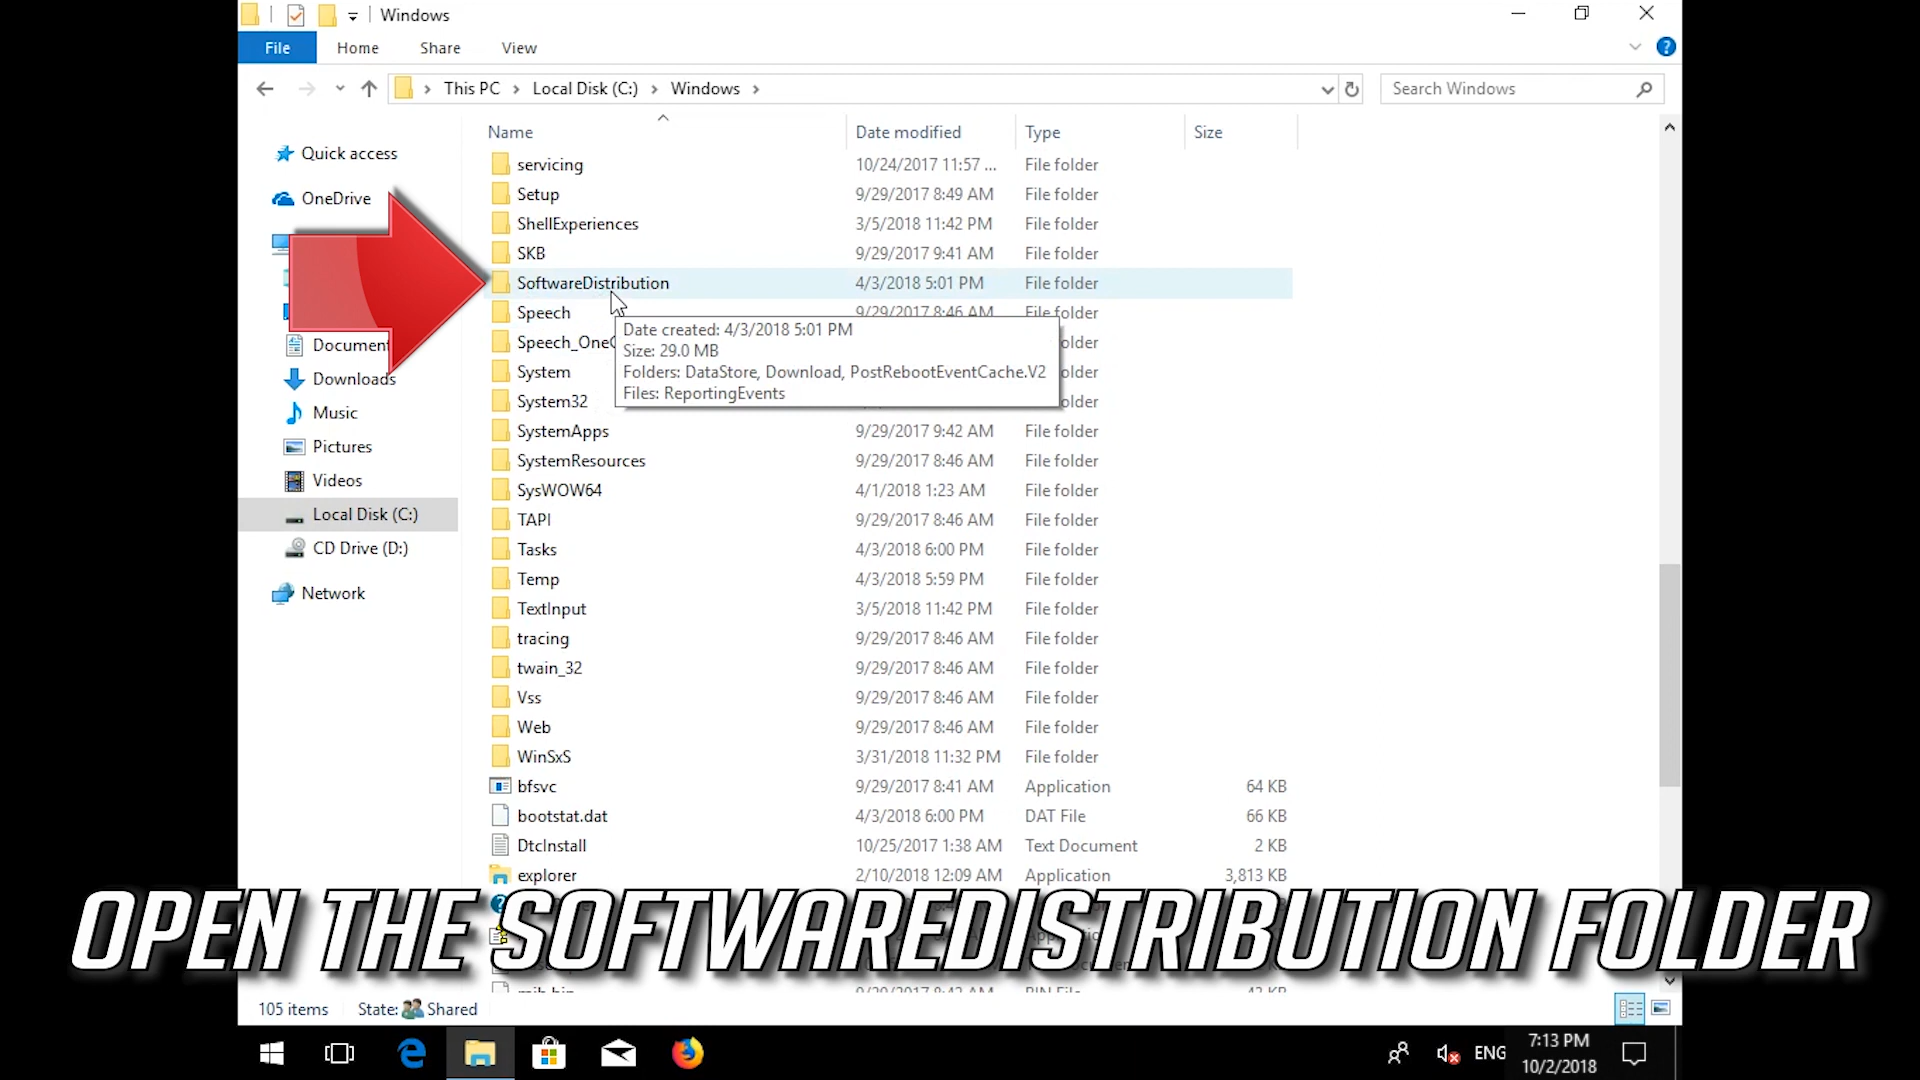 Windows
File Home Share View
This PC Local Disk (C:) Windows
Search Windows
Name Date modified Type Size
Quick access
OneDrive
Document
Downloads
Music
Pictures
Videos
Local Disk (C:)
CD Drive (D:)
Network
servicing 10/24/2017 11:57 ... File folder
Setup 9/29/2017 8:49 AM File folder
ShellExperiences 3/5/2018 11:42 PM File folder
SKB 9/29/2017 9:41 AM File folder
SoftwareDistribution 4/3/2018 5:01 PM File folder
Speech 9/29/2017 8:46 AM File folder
Speech_One
System
System32
Date created: 4/3/2018 5:01 PM
Size: 29.0 MB
Folders: DataStore, Download, PostRebootEventCache.V2
Files: ReportingEvents
SystemApps 9/29/2017 9:42 AM File folder
SystemResources 9/29/2017 8:46 AM File folder
SysWOW64 4/1/2018 1:23 AM File folder
TAPI 9/29/2017 8:46 AM File folder
Tasks 4/3/2018 6:00 PM File folder
Temp 4/3/2018 5:59 PM File folder
TextInput 3/5/2018 11:42 PM File folder
tracing 9/29/2017 8:46 AM File folder
twain_32 9/29/2017 8:46 AM File folder
Vss 9/29/2017 8:46 AM File folder
Web 9/29/2017 8:46 AM File folder
WinSxS 3/31/2018 11:32 PM File folder
bfsvc 9/29/2017 8:41 AM Application 64 KB
bootstat.dat 4/3/2018 6:00 PM DAT File 66 KB
DtcInstall 10/25/2017 1:38 AM Text Document 2 KB
explorer 2/10/2018 12:09 AM Application 3,813 KB
OPEN THE SOFTWAREDISTRIBUTION FOLDER
105 items State: Shared
ENG
7:13 PM
10/2/2018